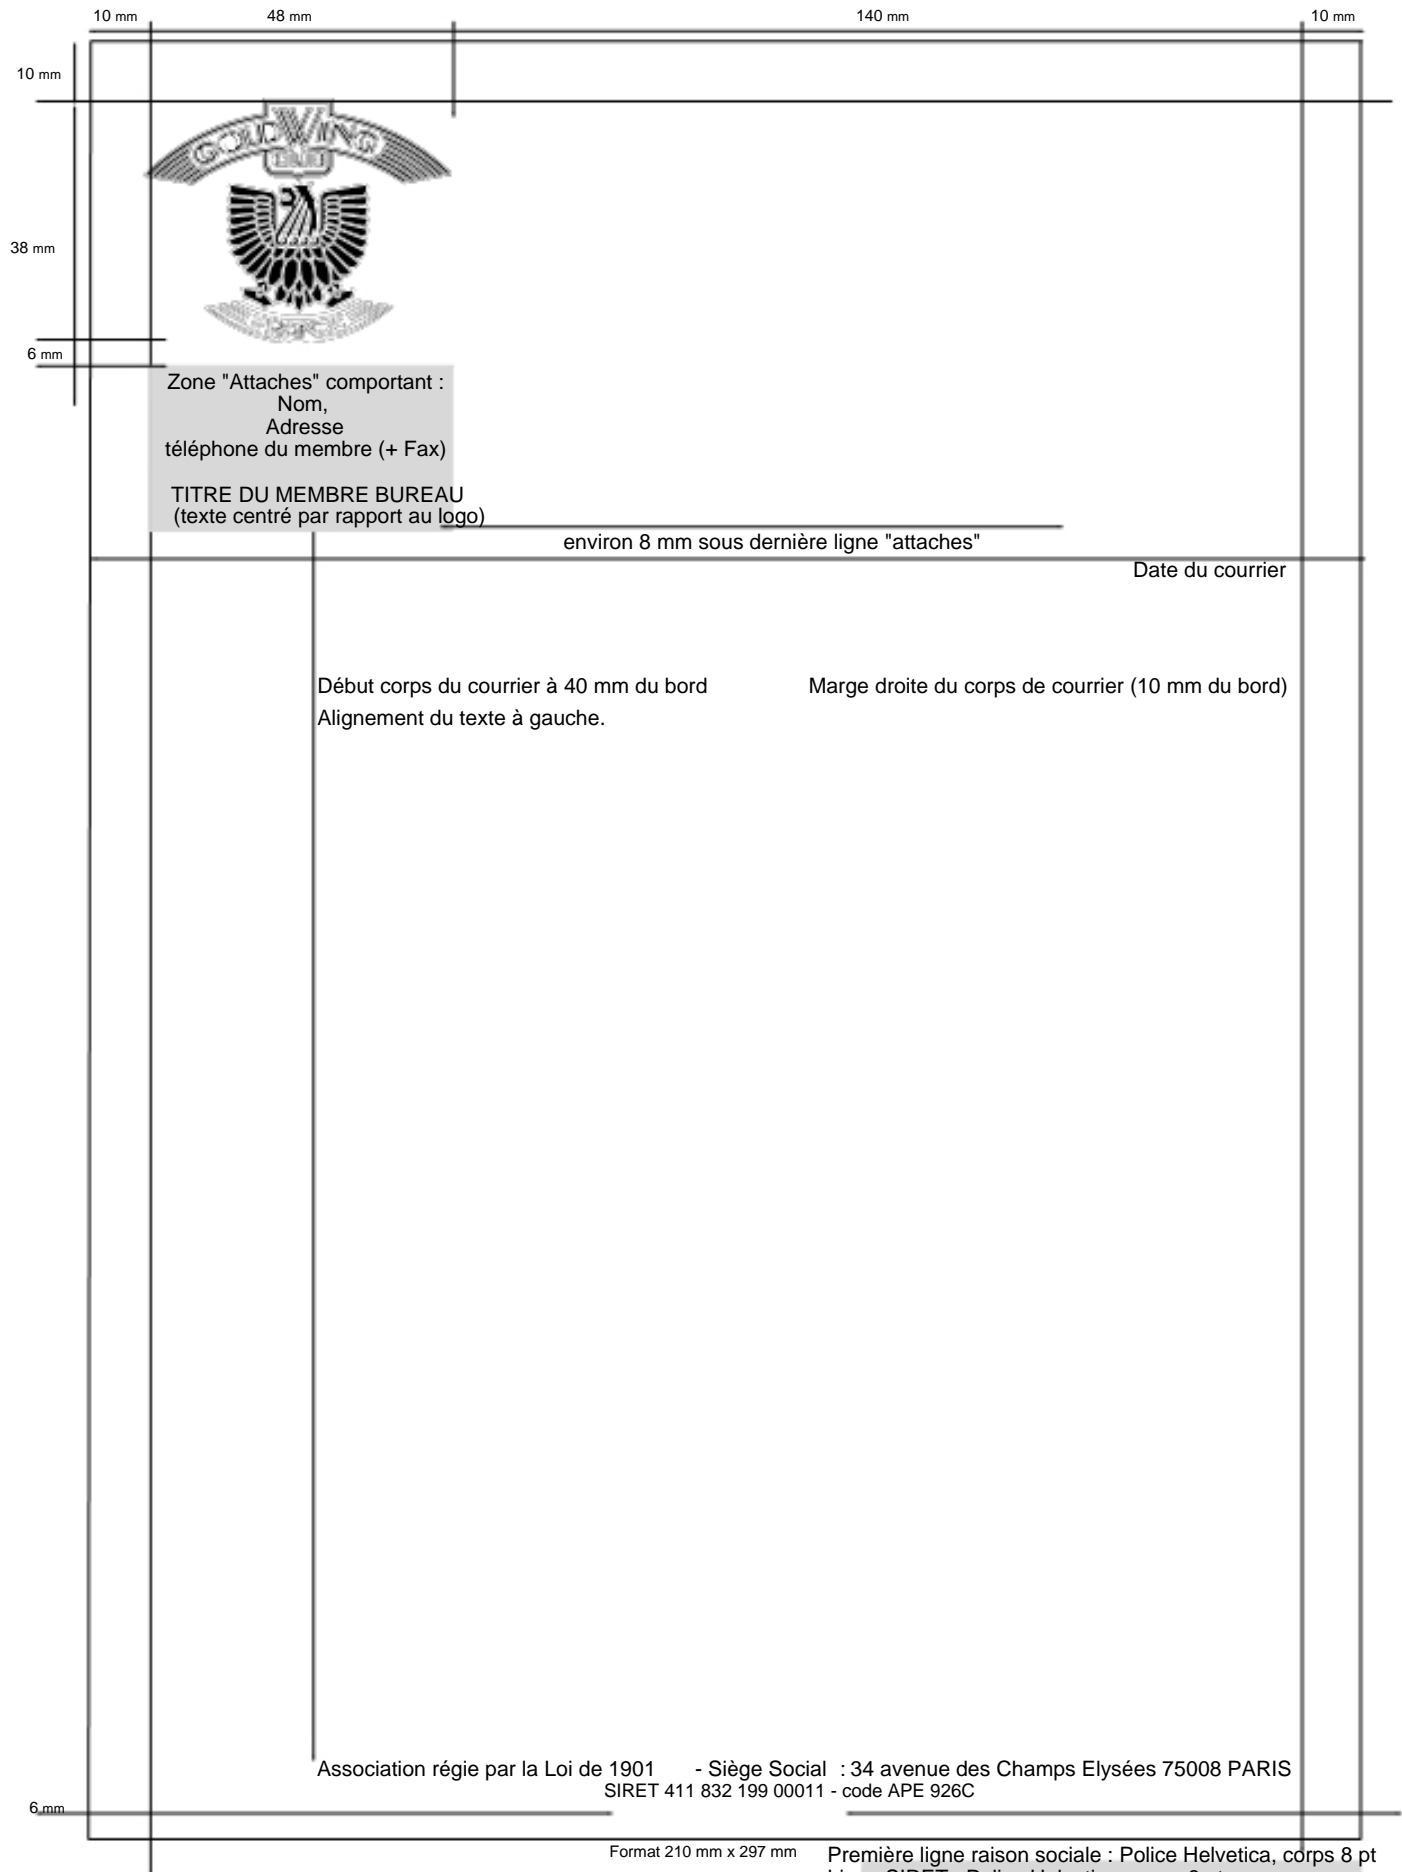 10 mm 48 mm 140 mm 10 mm
10 mm
GOLDWING
CLUB
38 mm
6 mm
Zone "Attaches" comportant :
Nom,
Adresse
téléphone du membre (+ Fax)
TITRE DU MEMBRE BUREAU
(texte centré par rapport au logo)
environ 8 mm sous dernière ligne "attaches"
Date du courrier
Début corps du courrier à 40 mm du bord Marge droite du corps de courrier (10 mm du bord)
Alignement du texte à gauche.
Association régie par la Loi de 1901 - Siège Social : 34 avenue des Champs Elysées 75008 PARIS
SIRET 411 832 199 00011 - code APE 926C
6 mm
Format 210 mm x 297 mm Première ligne raison sociale : Police Helvetica, corps 8 pt